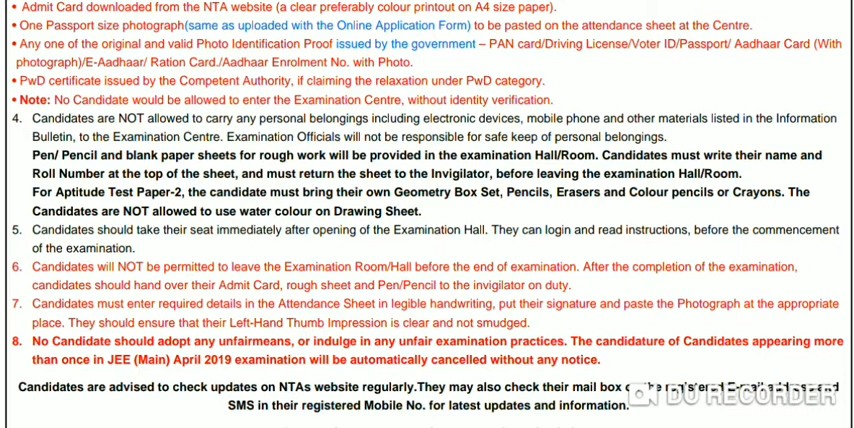 • Admit Card downloaded from the NTA website (a clear preferably colour printout on A4 size paper).
• One Passport size photograph(same as uploaded with the Online Application Form) to be pasted on the attendance sheet at the Centre.
• Any one of the original and valid Photo Identification Proof issued by the government – PAN card/Driving License/Voter ID/Passport/ Aadhaar Card (With
photograph)/E-Aadhaar/ Ration Card./Aadhaar Enrolment No. with Photo.
• PwD certificate issued by the Competent Authority, if claiming the relaxation under PwD category.
• Note: No Candidate would be allowed to enter the Examination Centre, without identity verification.
4. Candidates are NOT allowed to carry any personal belongings including electronic devices, mobile phone and other materials listed in the Information
Bulletin, to the Examination Centre. Examination Officials will not be responsible for safe keep of personal belongings.
Pen/ Pencil and blank paper sheets for rough work will be provided in the examination Hall/Room. Candidates must write their name and
Roll Number at the top of the sheet, and must return the sheet to the Invigilator, before leaving the examination Hall/Room.
For Aptitude Test Paper-2, the candidate must bring their own Geometry Box Set, Pencils, Erasers and Colour pencils or Crayons. The
Candidates are NOT allowed to use water colour on Drawing Sheet.
5. Candidates should take their seat immediately after opening of the Examination Hall. They can login and read instructions, before the commencement
of the examination.
6. Candidates will NOT be permitted to leave the Examination Room/Hall before the end of examination. After the completion of the examination,
candidates should hand over their Admit Card, rough sheet and Pen/Pencil to the invigilator on duty.
7. Candidates must enter required details in the Attendance Sheet in legible handwriting, put their signature and paste the Photograph at the appropriate
place. They should ensure that their Left-Hand Thumb Impression is clear and not smudged.
8. No Candidate should adopt any unfairmeans, or indulge in any unfair examination practices. The candidature of Candidates appearing more
than once in JEE (Main) April 2019 examination will be automatically cancelled without any notice.
Candidates are advised to check updates on NTAs website regularly.They may also check their mail box on the registered E-mail address and
SMS in their registered Mobile No. for latest updates and information.
DU RECORDER